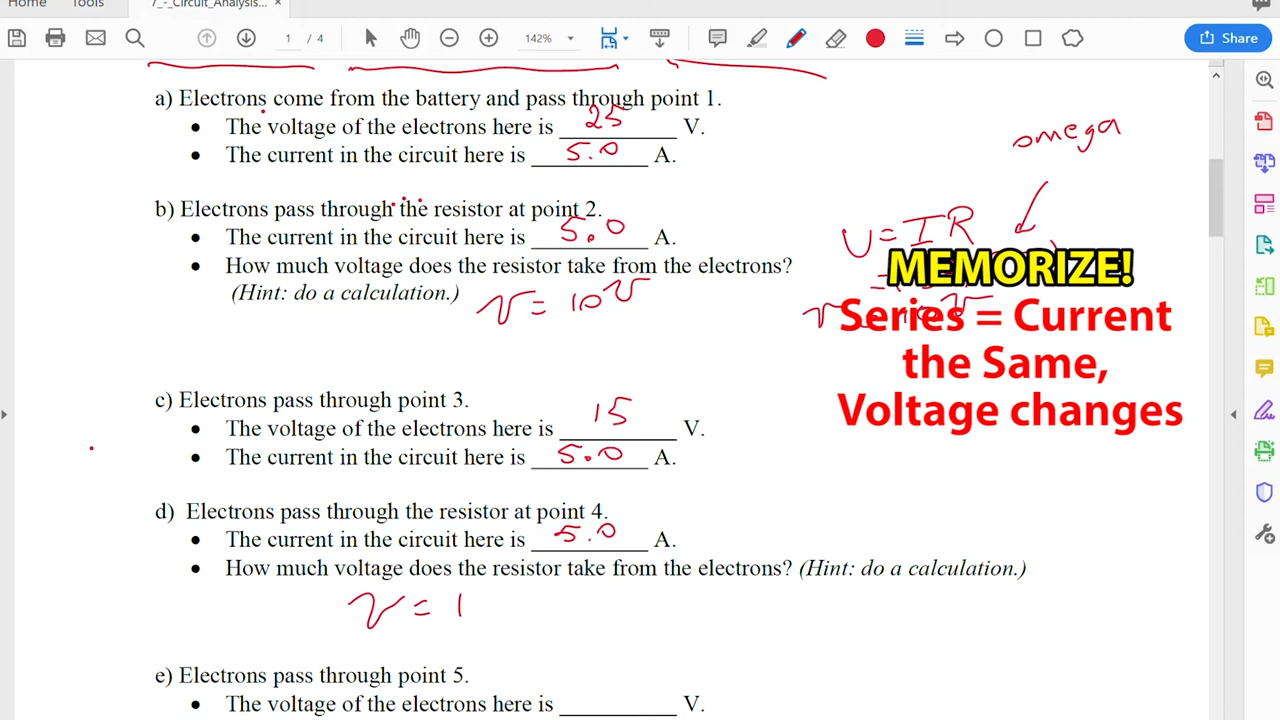 Home Tools 7_-_Circuit_Analysis... ×
1 / 4 142% Share
a) Electrons come from the battery and pass through point 1.
• The voltage of the electrons here is 25 V.
• The current in the circuit here is 5.0 A.
omega
b) Electrons pass through the resistor at point 2.
• The current in the circuit here is 5.0 A.
V = IR
• How much voltage does the resistor take from the electrons?
(Hint: do a calculation.) V = 10V
MEMORIZE!
Series = Current
the Same,
Voltage changes
c) Electrons pass through point 3.
• The voltage of the electrons here is 15 V.
• The current in the circuit here is 5.0 A.
d) Electrons pass through the resistor at point 4.
• The current in the circuit here is 5.0 A.
• How much voltage does the resistor take from the electrons? (Hint: do a calculation.)
V = 1
e) Electrons pass through point 5.
• The voltage of the electrons here is ________ V.